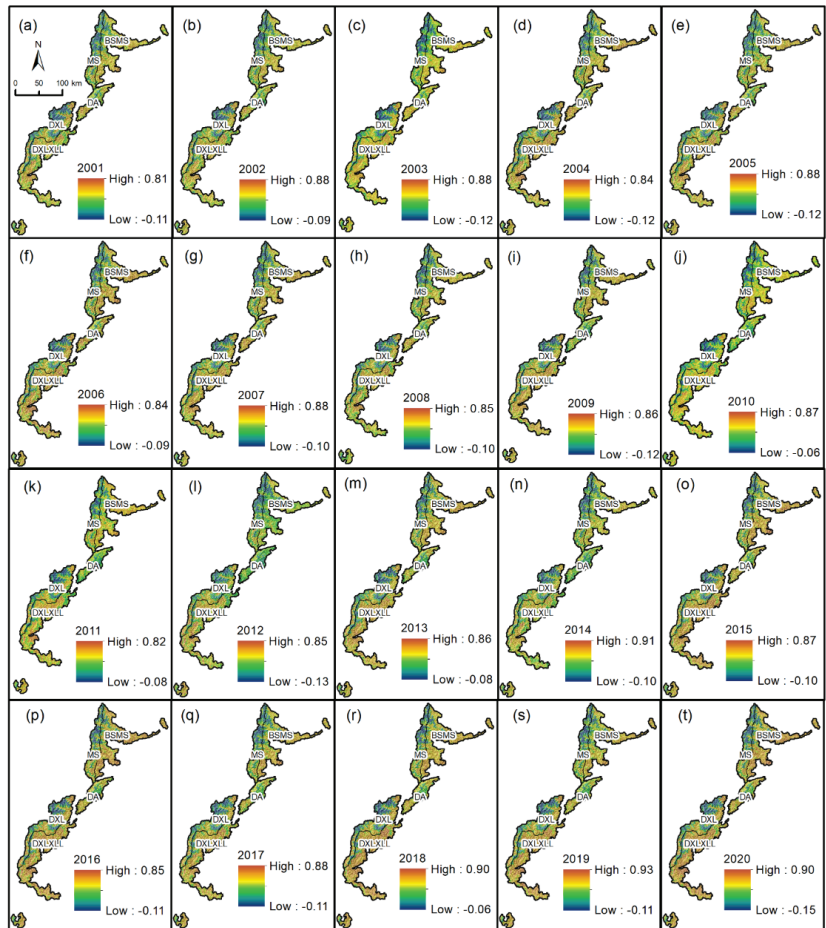 (a)
N
0 50 100 km
BSMS
MS
DA
DXL
DXLXLL
2001
High : 0.81
Low : -0.11
(b)
BSMS
MS
DA
DXL
DXLXLL
2002
High : 0.88
Low : -0.09
(c)
BSMS
MS
DA
DXL
DXLXLL
2003
High : 0.88
Low : -0.12
(d)
BSMS
MS
DA
DXL
DXLXLL
2004
High : 0.84
Low : -0.12
(e)
BSMS
MS
DA
DXL
DXLXLL
2005
High : 0.88
Low : -0.12
(f)
BSMS
MS
DA
DXL
DXLXLL
2006
High : 0.84
Low : -0.09
(g)
BSMS
MS
DA
DXL
DXLXLL
2007
High : 0.88
Low : -0.10
(h)
BSMS
MS
DA
DXL
DXLXLL
2008
High : 0.85
Low : -0.10
(i)
BSMS
MS
DA
DXL
DXLXLL
2009
High : 0.86
Low : -0.12
(j)
BSMS
MS
DA
DXL
DXLXLL
2010
High : 0.87
Low : -0.06
(k)
BSMS
MS
DA
DXL
DXLXLL
2011
High : 0.82
Low : -0.08
(l)
BSMS
MS
DA
DXL
DXLXLL
2012
High : 0.85
Low : -0.13
(m)
BSMS
MS
DA
DXL
DXLXLL
2013
High : 0.86
Low : -0.08
(n)
BSMS
MS
DA
DXL
DXLXLL
2014
High : 0.91
Low : -0.10
(o)
BSMS
MS
DA
DXL
DXLXLL
2015
High : 0.87
Low : -0.10
(p)
BSMS
MS
DA
DXL
DXLXLL
2016
High : 0.85
Low : -0.11
(q)
BSMS
MS
DA
DXL
DXLXLL
2017
High : 0.88
Low : -0.11
(r)
BSMS
MS
DA
DXL
DXLXLL
2018
High : 0.90
Low : -0.06
(s)
BSMS
MS
DA
DXL
DXLXLL
2019
High : 0.93
Low : -0.11
(t)
BSMS
MS
DA
DXL
DXLXLL
2020
High : 0.90
Low : -0.15